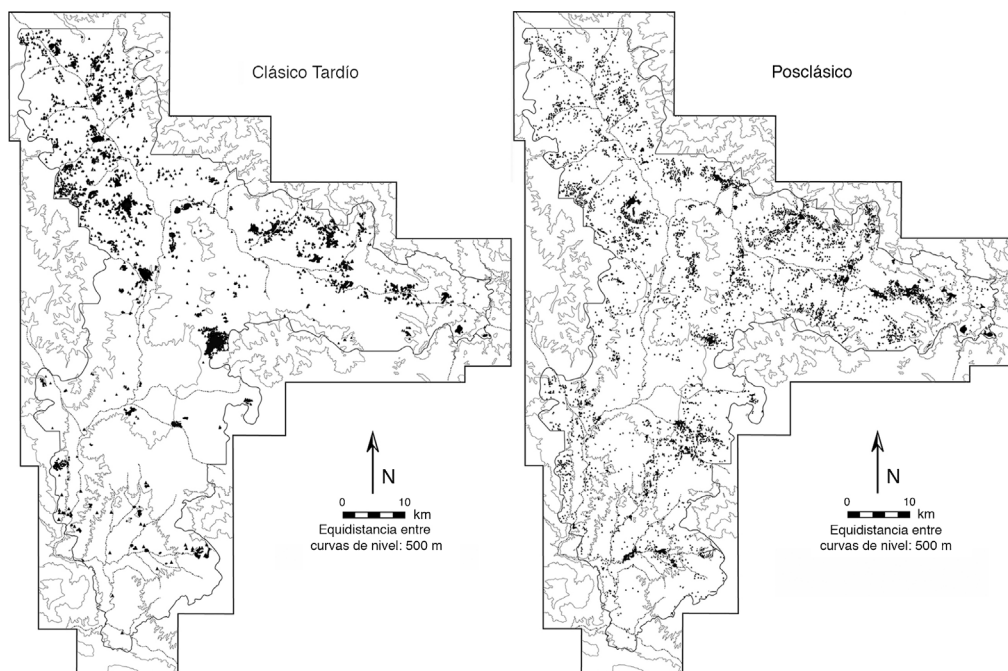 Clásico Tardío
N
0 10
km
Equidistancia entre
curvas de nivel: 500 m
Posclásico
N
0 10
km
Equidistancia entre
curvas de nivel: 500 m